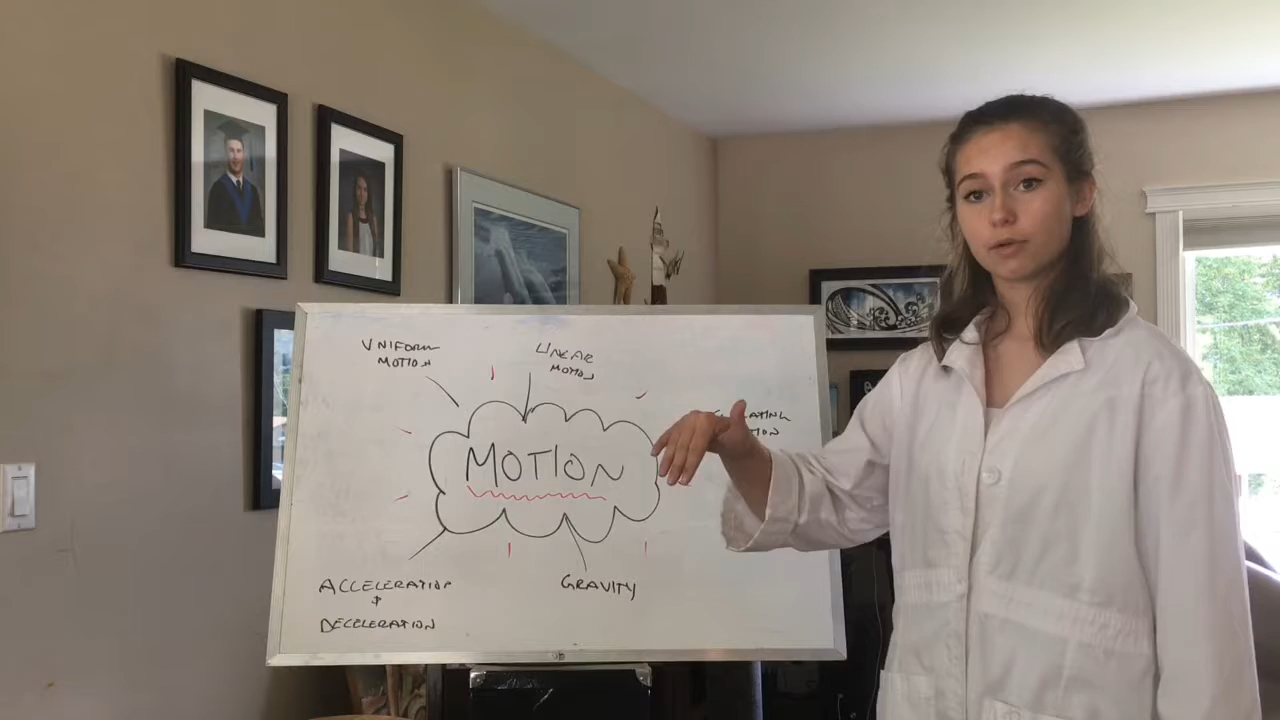 UNIFORM
MOTION
LINEAR
MOTION
MOTION
ACCELERATION
&
DECELERATION
GRAVITY